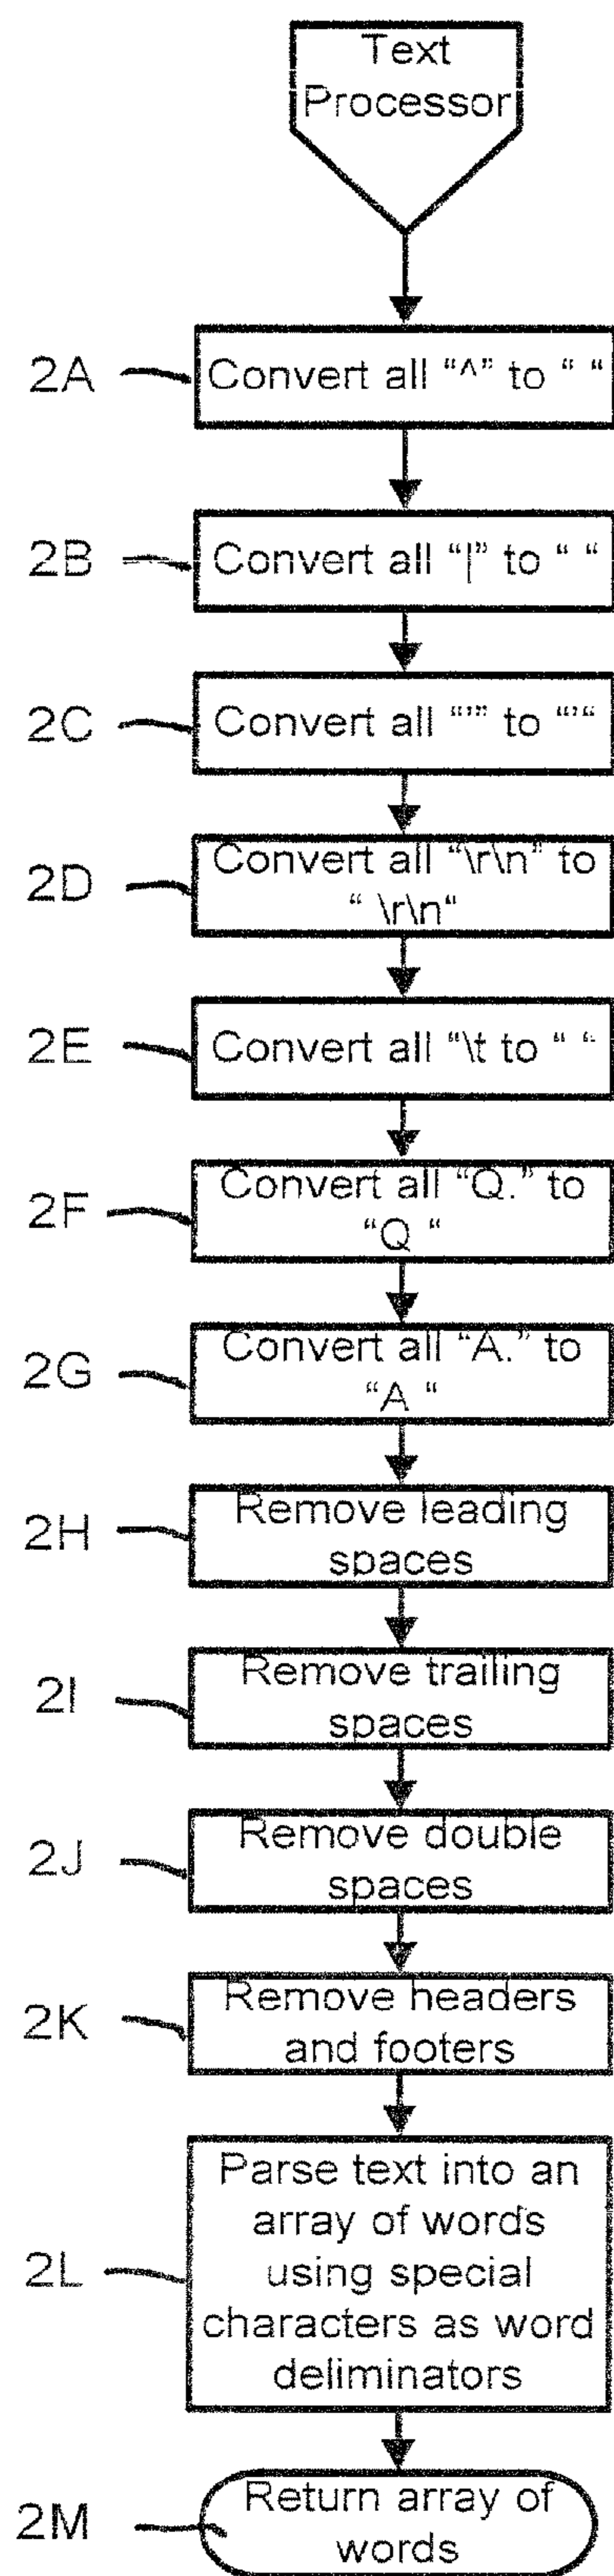 Text
Processor
2A
Convert all “^” to “ “
2B
Convert all “|” to “ “
2C
Convert all “’” to “'“
2D
Convert all “\r\n” to
“ \r\n“
2E
Convert all “\t to “ “
2F
Convert all “Q.” to
“Q “
2G
Convert all “A.” to
“A “
2H
Remove leading
spaces
2I
Remove trailing
spaces
2J
Remove double
spaces
2K
Remove headers
and footers
2L
Parse text into an
array of words
using special
characters as word
deliminators
2M
Return array of
words